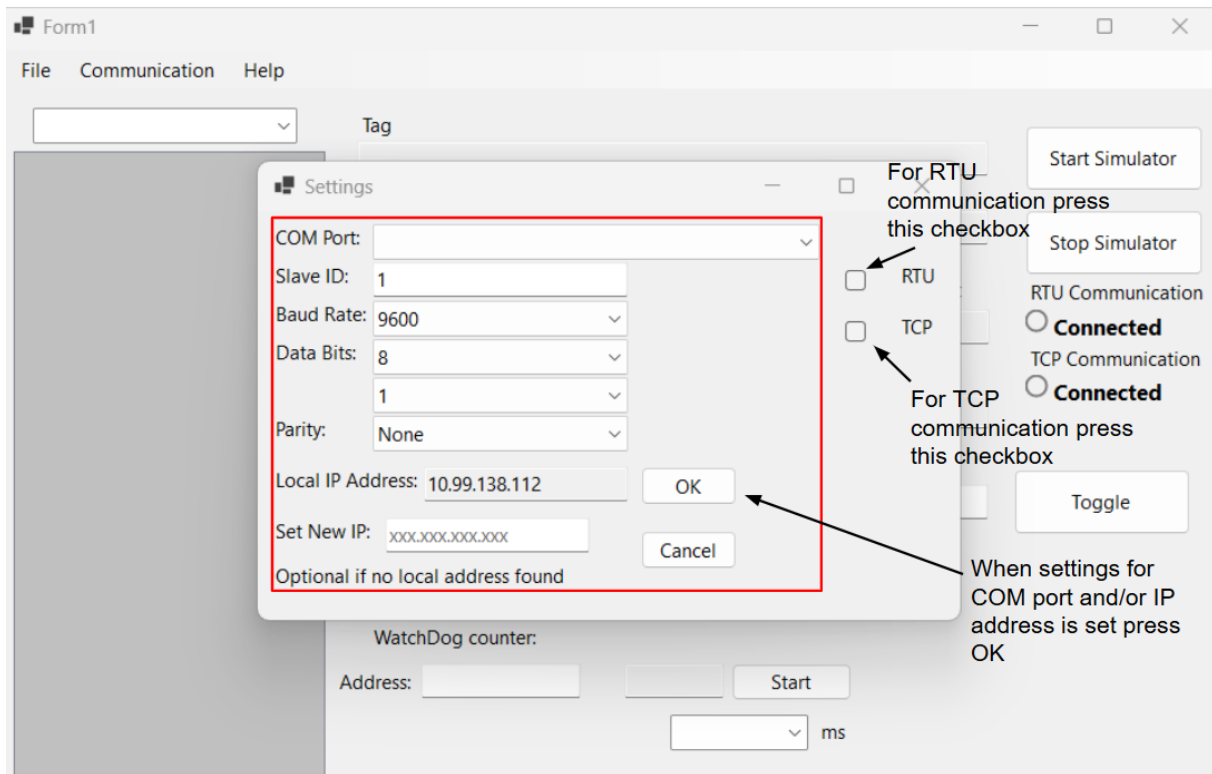 Form1
File Communication Help
Tag
Start Simulator
Settings
For RTU
communication press
this checkbox
COM Port:
Stop Simulator
Slave ID: 1
RTU
RTU Communication
Baud Rate: 9600
TCP
Connected
Data Bits: 8
TCP Communication
1
Connected
For TCP
communication press
this checkbox
Parity: None
Local IP Address: 10.99.138.112
OK
Toggle
Set New IP: xxx.xxx.xxx.xxx
Cancel
Optional if no local address found
When settings for
COM port and/or IP
address is set press
OK
WatchDog counter:
Address:
Start
ms